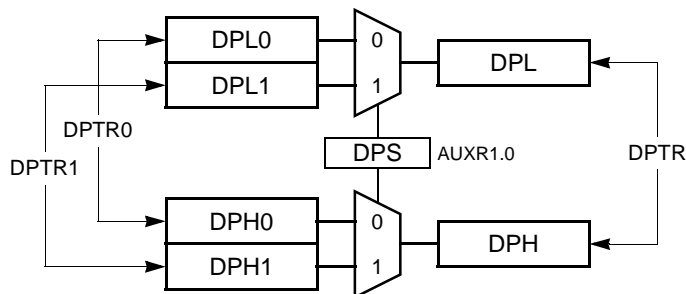 DPL0 0 DPL
DPL1 1
DPTR0
DPTR1 DPS AUXR1.0 DPTR
DPH0 0 DPH
DPH1 1